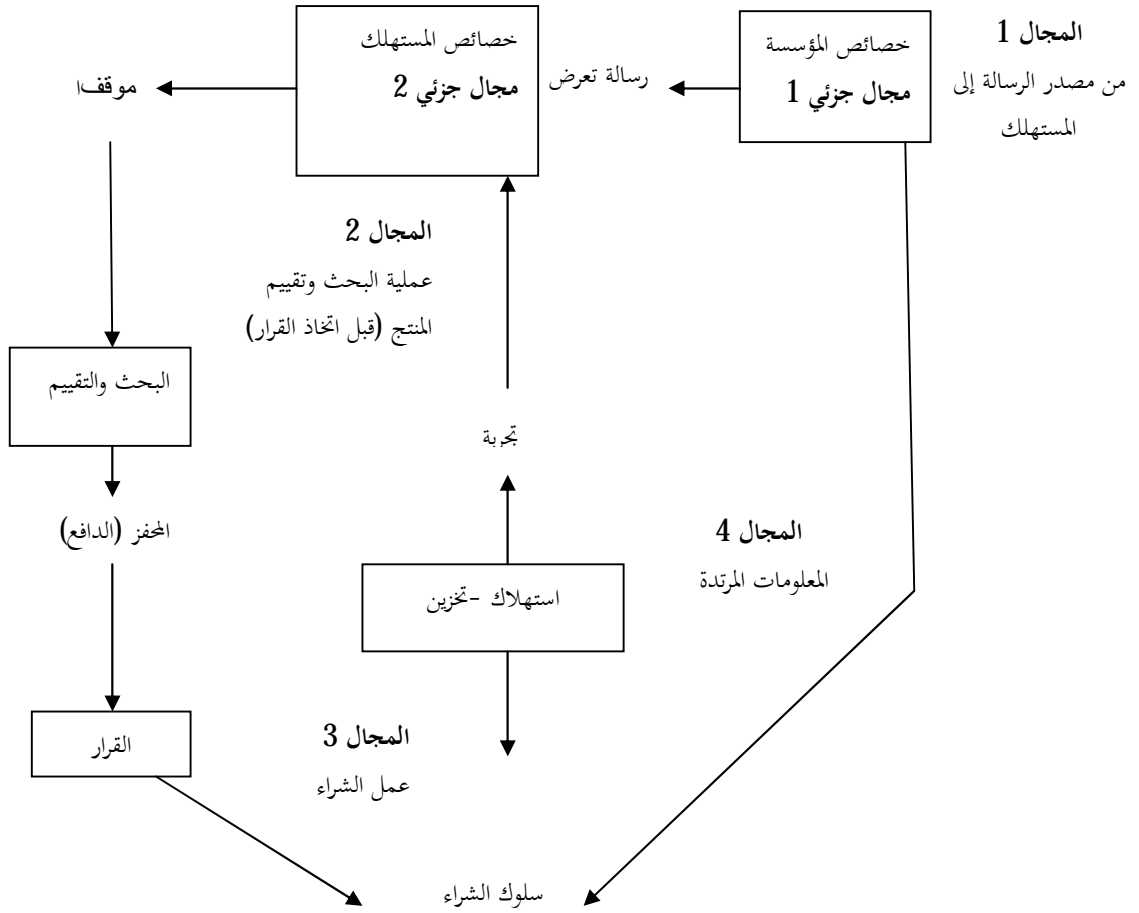 المجال 1
من مصدر الرسالة إلى
المستهلك
خصائص المؤسسة
مجال جزئي 1
رسالة تعرض
خصائص المستهلك
مجال جزئي 2
موقفا
المجال 2
عملية البحث وتقييم
المنتج (قبل اتخاذ القرار)
البحث والتقييم
تجربة
المحفز (الدافع)
المجال 4
المعلومات المرتدة
استهلاك -تخزين
المجال 3
عمل الشراء
القرار
سلوك الشراء